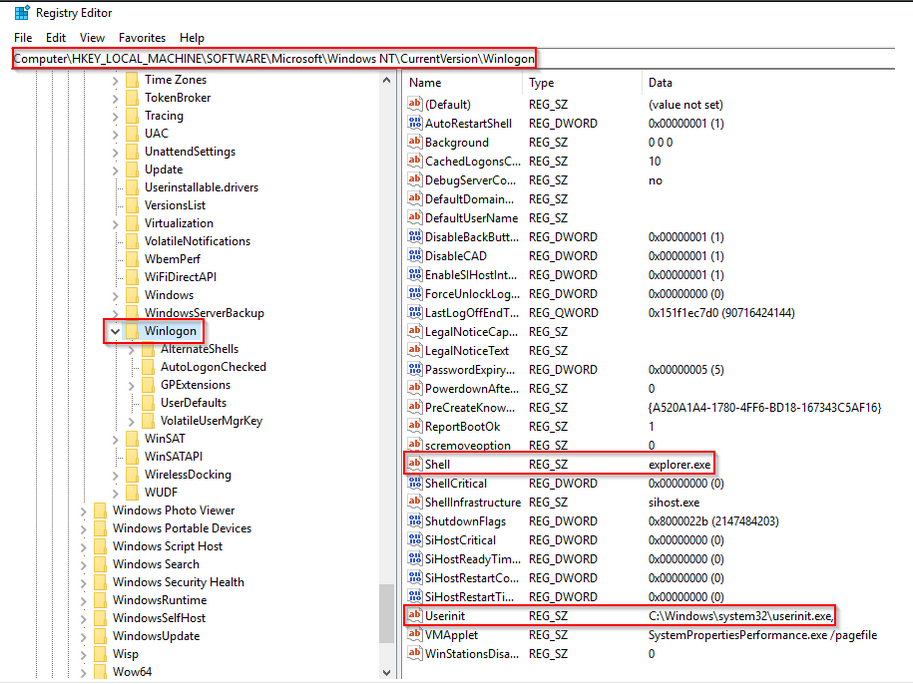 Registry Editor
File Edit View Favorites Help
Computer\HKEY_LOCAL_MACHINE\SOFTWARE\Microsoft\Windows NT\CurrentVersion\Winlogon
Time Zones
TokenBroker
Tracing
UAC
UnattendSettings
Update
Userinstallable.drivers
VersionsList
Virtualization
VolatileNotifications
WbemPerf
WiFiDirectAPI
Windows
WindowsServerBackup
Winlogon
AlternateShells
AutoLogonChecked
GPExtensions
UserDefaults
VolatileUserMgrKey
WinSAT
WinSATAPI
WirelessDocking
WUDF
Windows Photo Viewer
Windows Portable Devices
Windows Script Host
Windows Search
Windows Security Health
WindowsRuntime
WindowsSelfHost
WindowsUpdate
Wisp
Wow64
Name Type Data
(Default) REG_SZ (value not set)
AutoRestartShell REG_DWORD 0x00000001 (1)
Background REG_SZ 0 0 0
CachedLogonsC... REG_SZ 10
DebugServerCo... REG_SZ no
DefaultDomain... REG_SZ
DefaultUserName REG_SZ
DisableBackButt... REG_DWORD 0x00000001 (1)
DisableCAD REG_DWORD 0x00000001 (1)
EnableSIHostInt... REG_DWORD 0x00000001 (1)
ForceUnlockLog... REG_DWORD 0x00000000 (0)
LastLogOffEndT... REG_QWORD 0x151f1ec7d0 (90716424144)
LegalNoticeCap... REG_SZ
LegalNoticeText REG_SZ
PasswordExpiry... REG_DWORD 0x00000005 (5)
PowerdownAfte... REG_SZ 0
PreCreateKnow... REG_SZ {A520A1A4-1780-4FF6-BD18-167343C5AF16}
ReportBootOk REG_SZ 1
scremoveoption REG_SZ 0
Shell REG_SZ explorer.exe
ShellCritical REG_DWORD 0x00000000 (0)
ShellInfrastructure REG_SZ sihost.exe
ShutdownFlags REG_DWORD 0x8000022b (2147484203)
SiHostCritical REG_DWORD 0x00000000 (0)
SiHostReadyTim... REG_DWORD 0x00000000 (0)
SiHostRestartCo... REG_DWORD 0x00000000 (0)
SiHostRestartTi... REG_DWORD 0x00000000 (0)
Userinit REG_SZ C:\Windows\system32\userinit.exe,
VMApplet REG_SZ SystemPropertiesPerformance.exe /pagefile
WinStationsDisa... REG_SZ 0